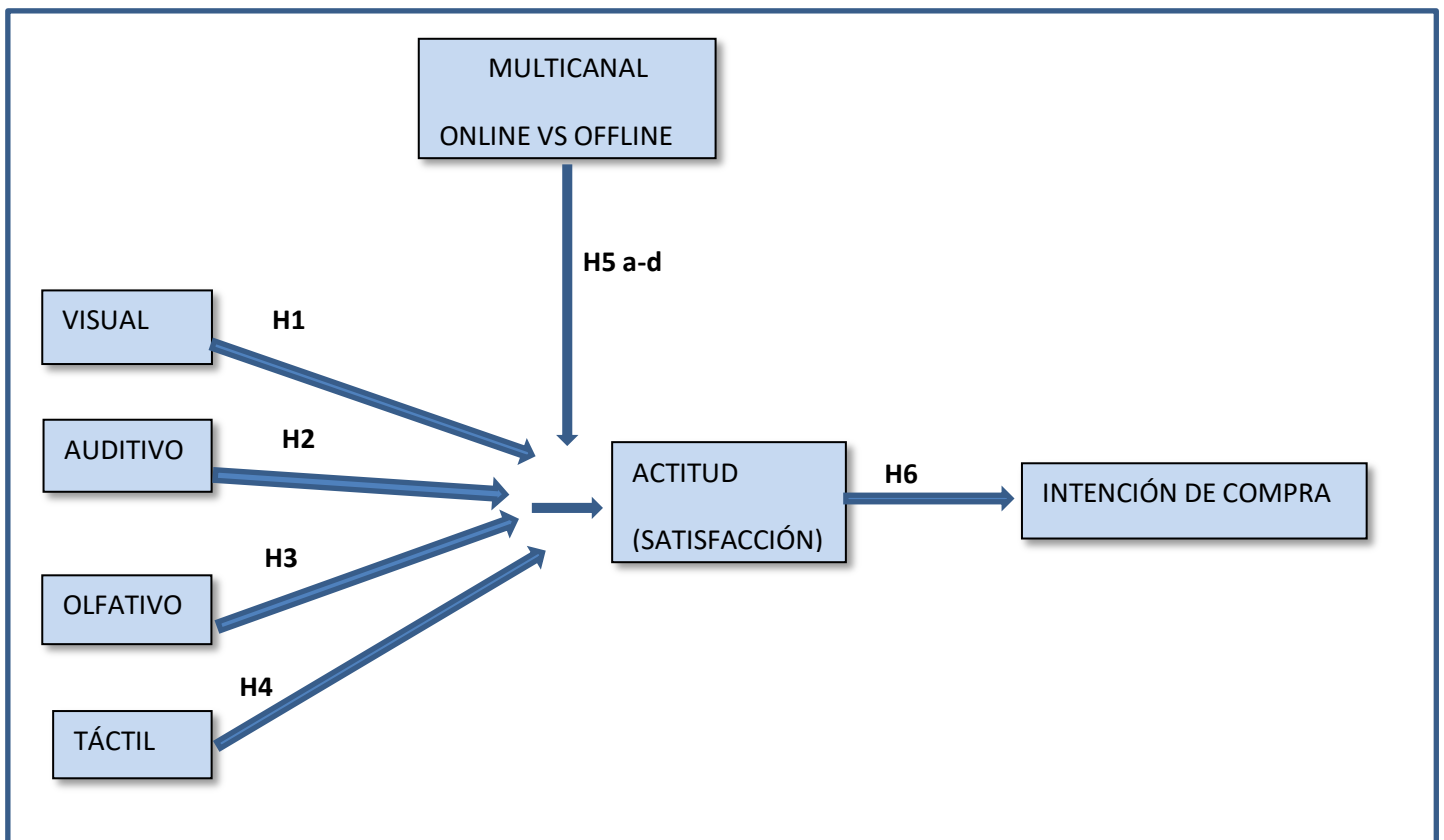 MULTICANAL
ONLINE VS OFFLINE
H5 a-d
VISUAL
H1
AUDITIVO
H2
OLFATIVO
H3
TÁCTIL
H4
ACTITUD
(SATISFACCIÓN)
H6
INTENCIÓN DE COMPRA